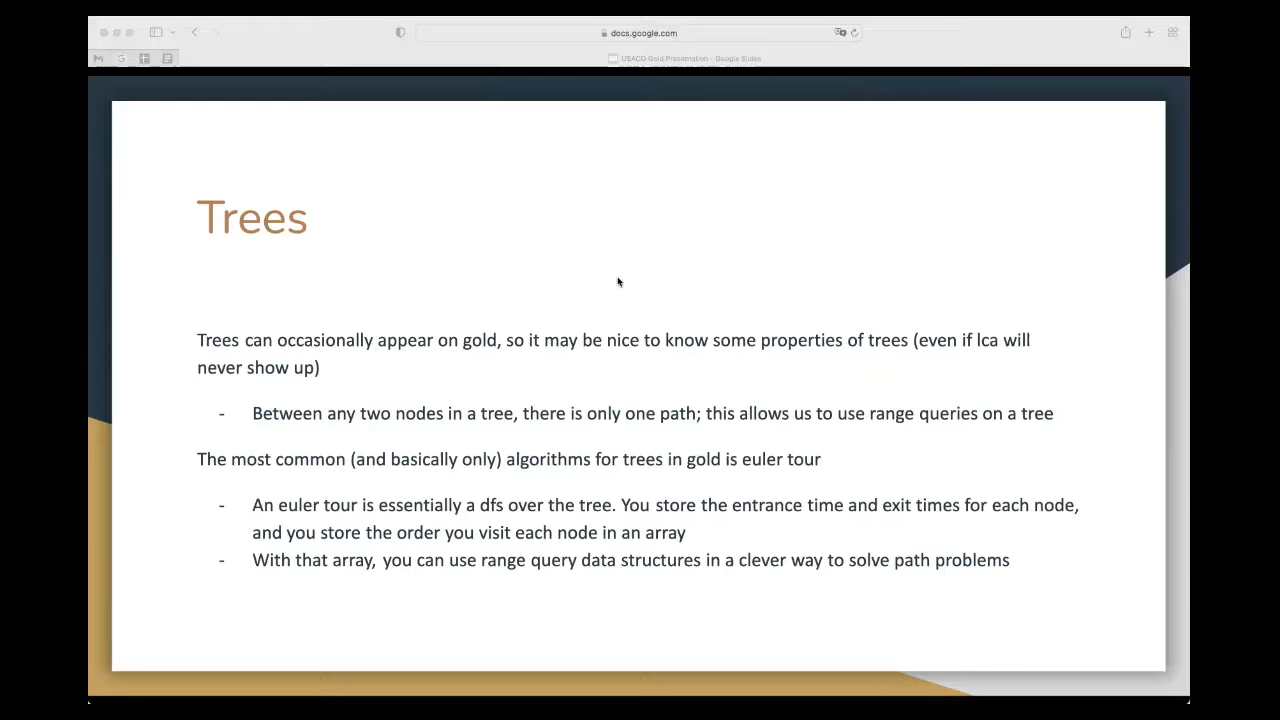 docs.google.com
USACO Gold Presentation - Google Slides
Trees
Trees can occasionally appear on gold, so it may be nice to know some properties of trees (even if lca will
never show up)
- Between any two nodes in a tree, there is only one path; this allows us to use range queries on a tree
The most common (and basically only) algorithms for trees in gold is euler tour
- An euler tour is essentially a dfs over the tree. You store the entrance time and exit times for each node,
and you store the order you visit each node in an array
- With that array, you can use range query data structures in a clever way to solve path problems